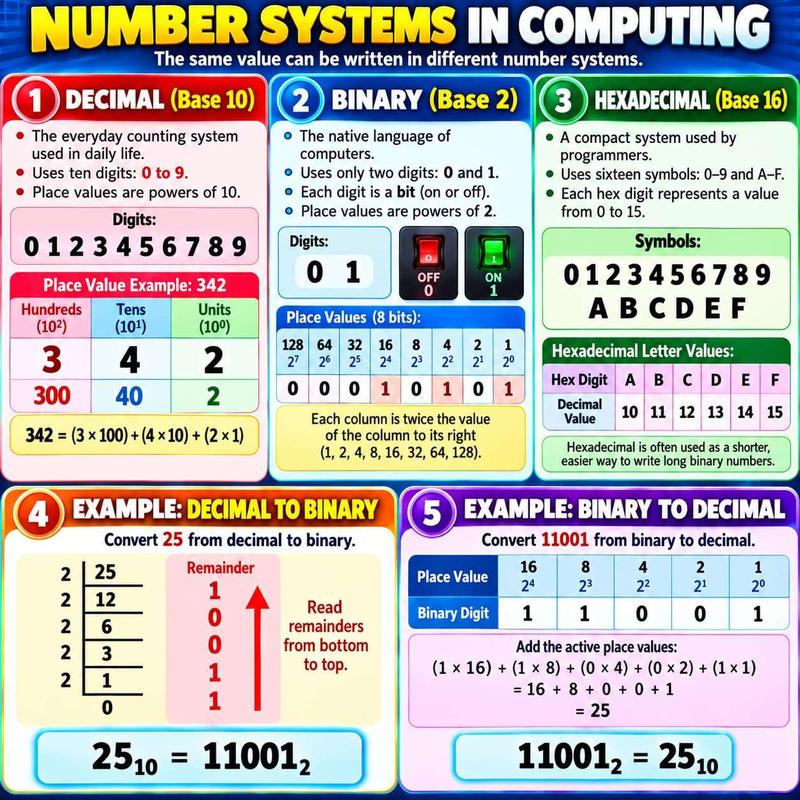 NUMBER SYSTEMS IN COMPUTING
The same value can be written in different number systems.
1 DECIMAL (Base 10)
• The everyday counting system
used in daily life.
• Uses ten digits: 0 to 9.
• Place values are powers of 10.
Digits:
0 1 2 3 4 5 6 7 8 9
Place Value Example: 342
Hundreds Tens Units
(10²) (10¹) (10⁰)
3 4 2
300 40 2
342 = (3 × 100) + (4 × 10) + (2 × 1)
2 BINARY (Base 2)
• The native language of
computers.
• Uses only two digits: 0 and 1.
• Each digit is a bit (on or off).
• Place values are powers of 2.
Digits:
0 1
0
OFF
0
1
ON
1
Place Values (8 bits):
128 64 32 16 8 4 2 1
2⁷ 2⁶ 2⁵ 2⁴ 2³ 2² 2¹ 2⁰
0 0 0 1 0 1 0 1
Each column is twice the value
of the column to its right
(1, 2, 4, 8, 16, 32, 64, 128).
3 HEXADECIMAL (Base 16)
• A compact system used by
programmers.
• Uses sixteen symbols: 0–9 and A–F.
• Each hex digit represents a value
from 0 to 15.
Symbols:
0 1 2 3 4 5 6 7 8 9
A B C D E F
Hexadecimal Letter Values:
Hex Digit A B C D E F
Decimal
Value 10 11 12 13 14 15
Hexadecimal is often used as a shorter,
easier way to write long binary numbers.
4 EXAMPLE: DECIMAL TO BINARY
Convert 25 from decimal to binary.
Remainder
2 25 1
2 12 0
2 6 0
2 3 1
2 1 1
0
Read
remainders
from bottom
to top.
25₁₀ = 11001₂
5 EXAMPLE: BINARY TO DECIMAL
Convert 11001 from binary to decimal.
Place Value 16 8 4 2 1
2⁴ 2³ 2² 2¹ 2⁰
Binary Digit 1 1 0 0 1
Add the active place values:
(1 × 16) + (1 × 8) + (0 × 4) + (0 × 2) + (1 × 1)
= 16 + 8 + 0 + 0 + 1
= 25
11001₂ = 25₁₀